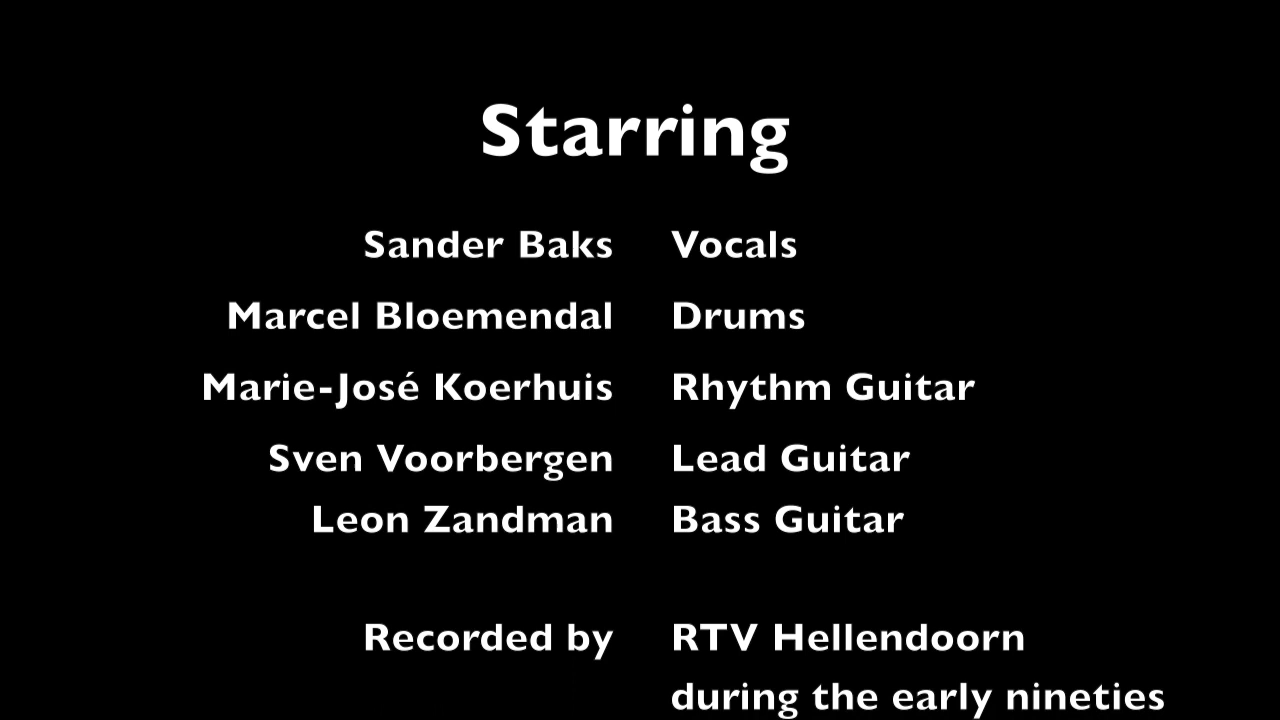 Starring
Sander Baks Vocals
Marcel Bloemendal Drums
Marie-José Koerhuis Rhythm Guitar
Sven Voorbergen Lead Guitar
Leon Zandman Bass Guitar
Recorded by RTV Hellendoorn
during the early nineties